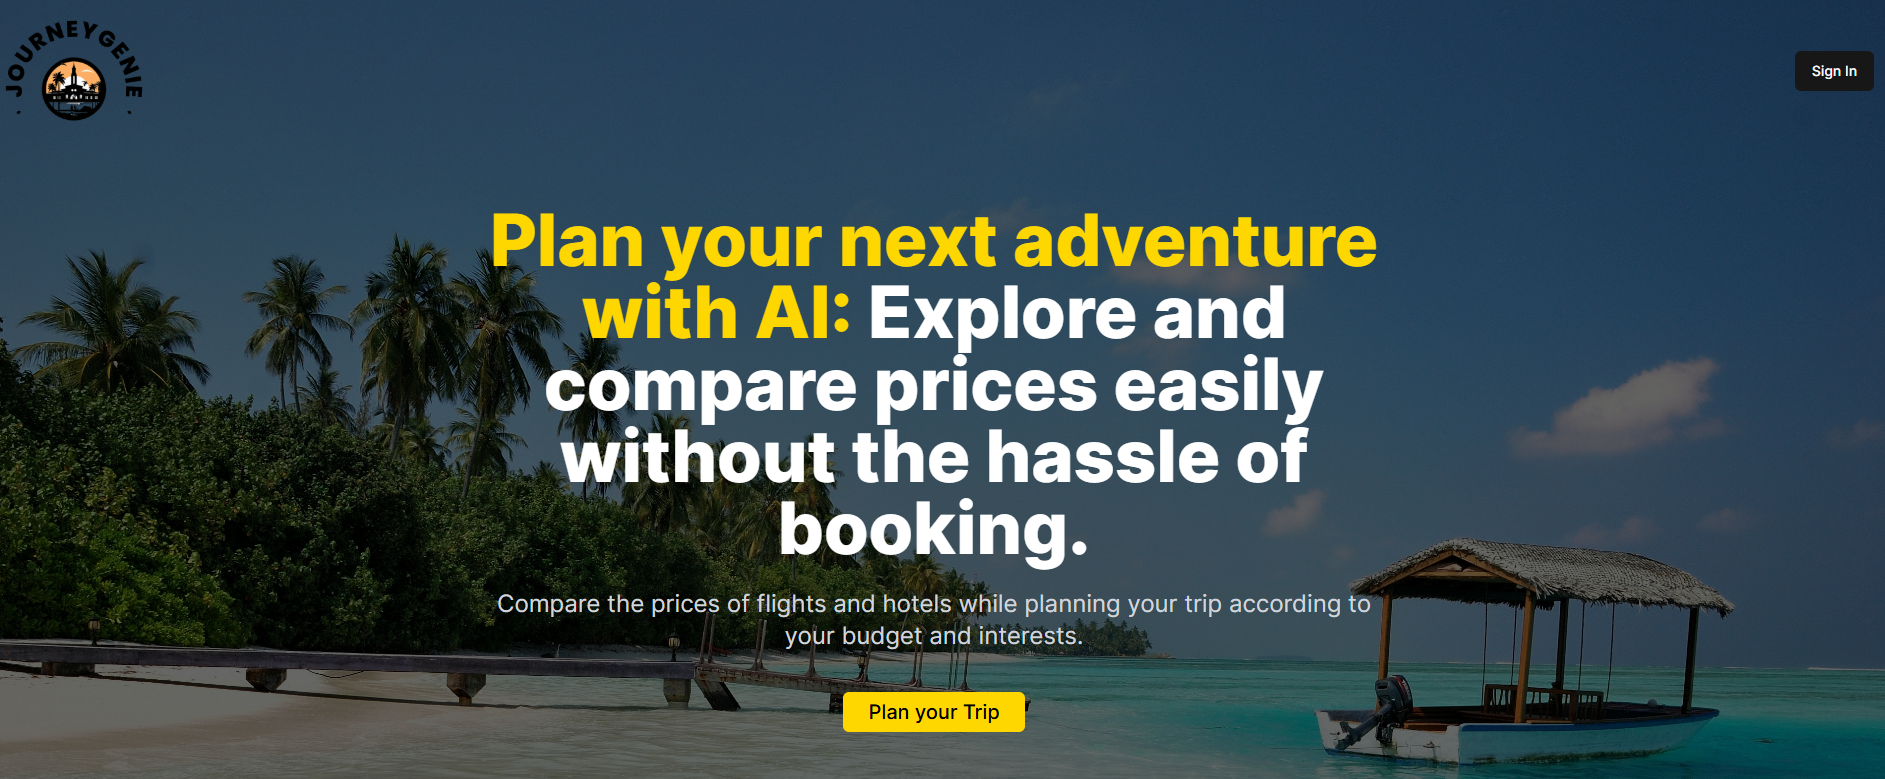 JOURNEYGENIE
Sign In
Plan your next adventure
with AI: Explore and
compare prices easily
without the hassle of
booking.
Compare the prices of flights and hotels while planning your trip according to
your budget and interests.
Plan your Trip